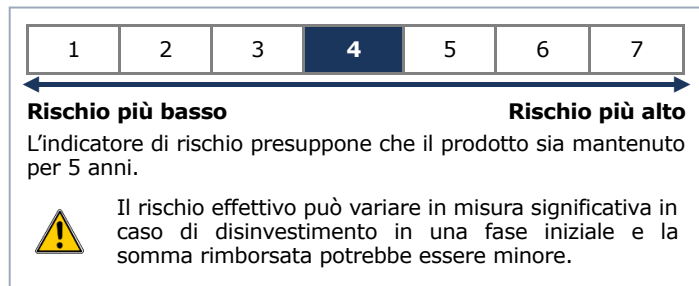 1 2 3 4 5 6 7
Rischio più basso Rischio più alto
L'indicatore di rischio presuppone che il prodotto sia mantenuto
per 5 anni.
Il rischio effettivo può variare in misura significativa in
caso di disinvestimento in una fase iniziale e la
somma rimborsata potrebbe essere minore.